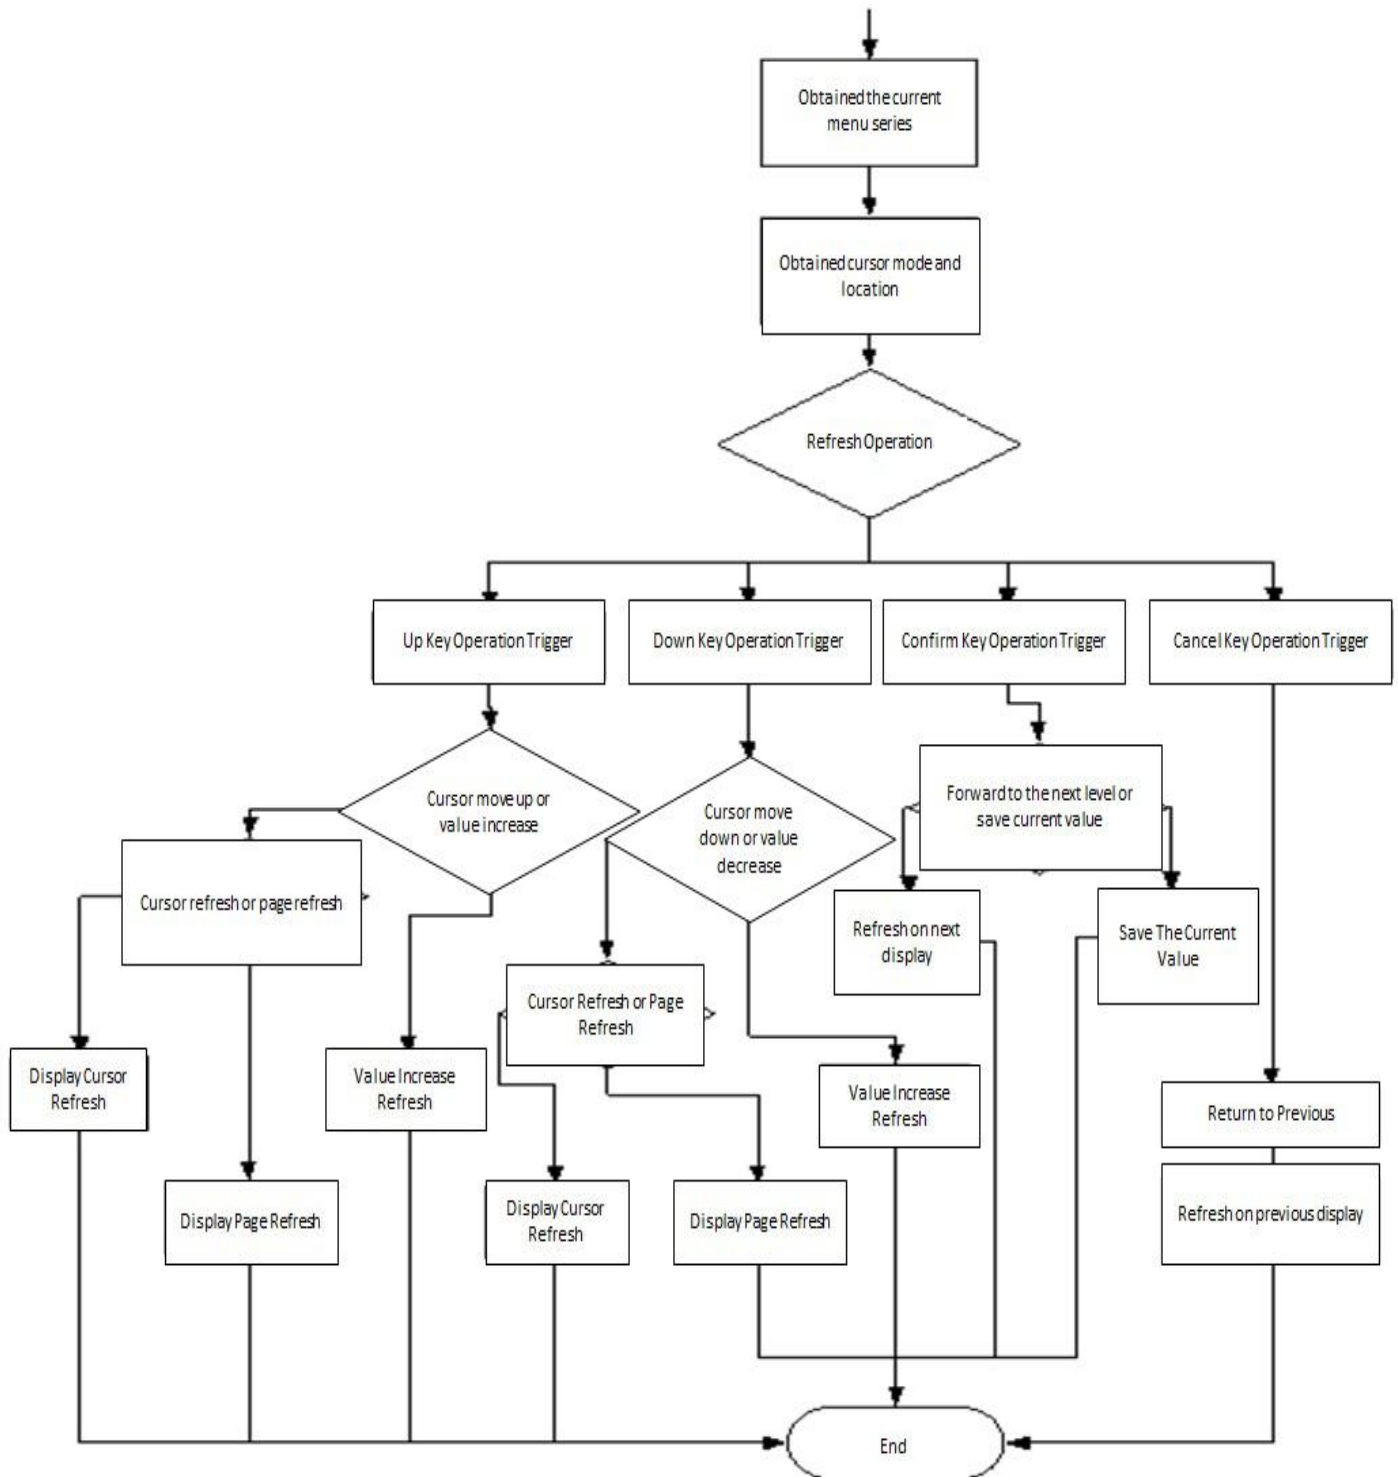 Obtained the current
menu series
Obtained cursor mode and
location
Refresh Operation
Up Key Operation Trigger
Down Key Operation Trigger
Confirm Key Operation Trigger
Cancel Key Operation Trigger
Cursor move up or
value increase
Cursor move
down or value
decrease
Forward to the next level or
save current value
Cursor refresh or page refresh
Refresh on next
display
Save The Current
Value
Cursor Refresh or Page
Refresh
Display Cursor
Refresh
Value Increase
Refresh
Value Increase
Refresh
Return to Previous
Display Page Refresh
Display Cursor
Refresh
Display Page Refresh
Refresh on previous display
End